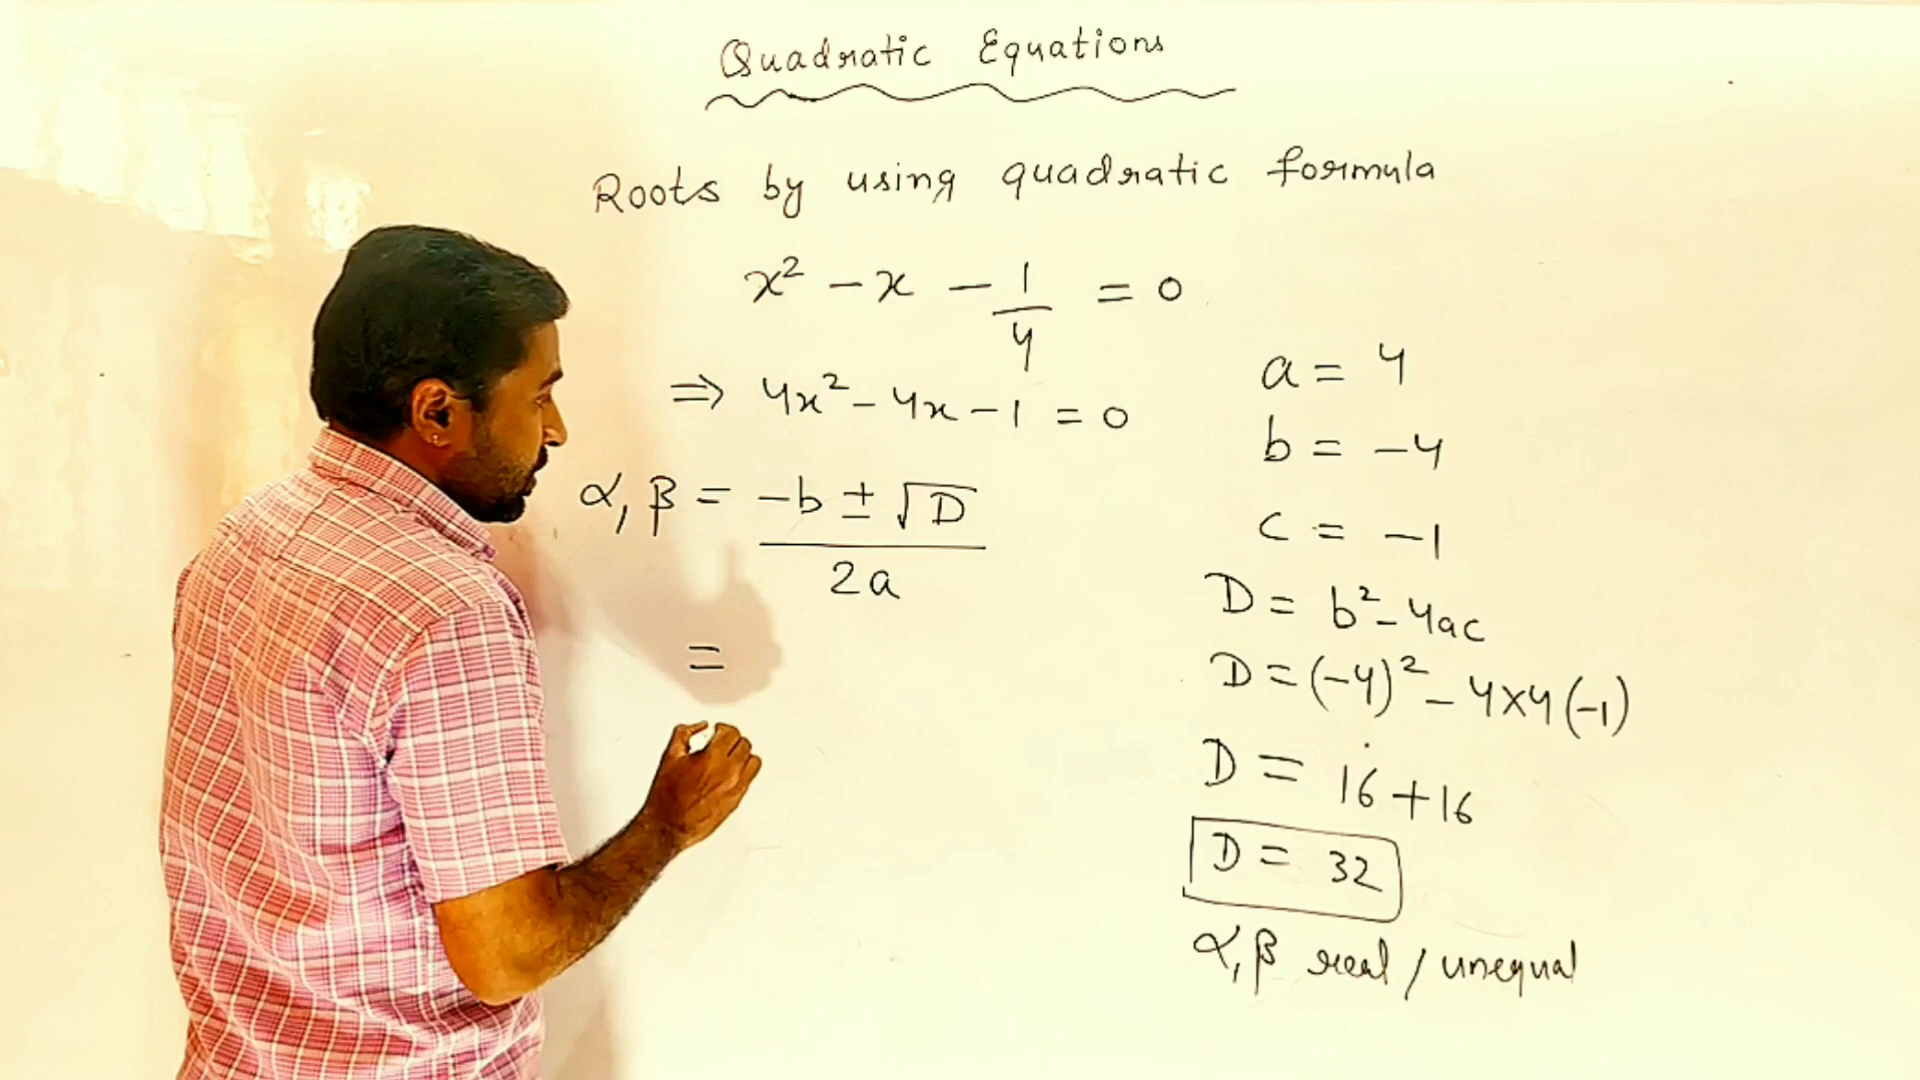 Quadratic Equations
Roots by using quadratic formula
x² - x - 1/4 = 0
⇒ 4x² - 4x - 1 = 0
α, β = (-b ± √D)/2a
=
a = 4
b = -4
c = -1
D = b² - 4ac
D = (-4)² - 4×4(-1)
D = 16 + 16
D = 32
α, β real / unequal